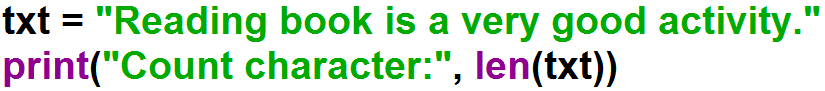 txt = "Reading book is a very good activity."
print("Count character:", len(txt))